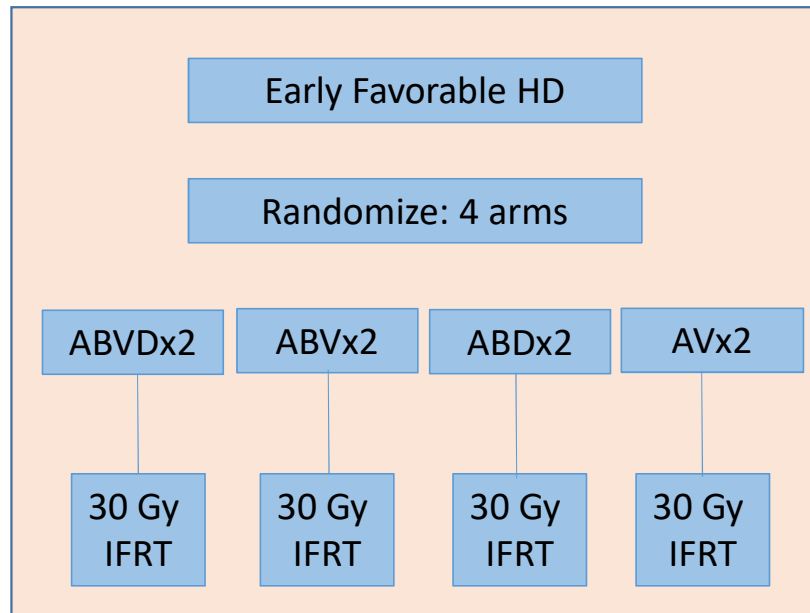 Early Favorable HD
Randomize: 4 arms
ABVDx2
ABVx2
ABDx2
AVx2
30 Gy
IFRT
30 Gy
IFRT
30 Gy
IFRT
30 Gy
IFRT